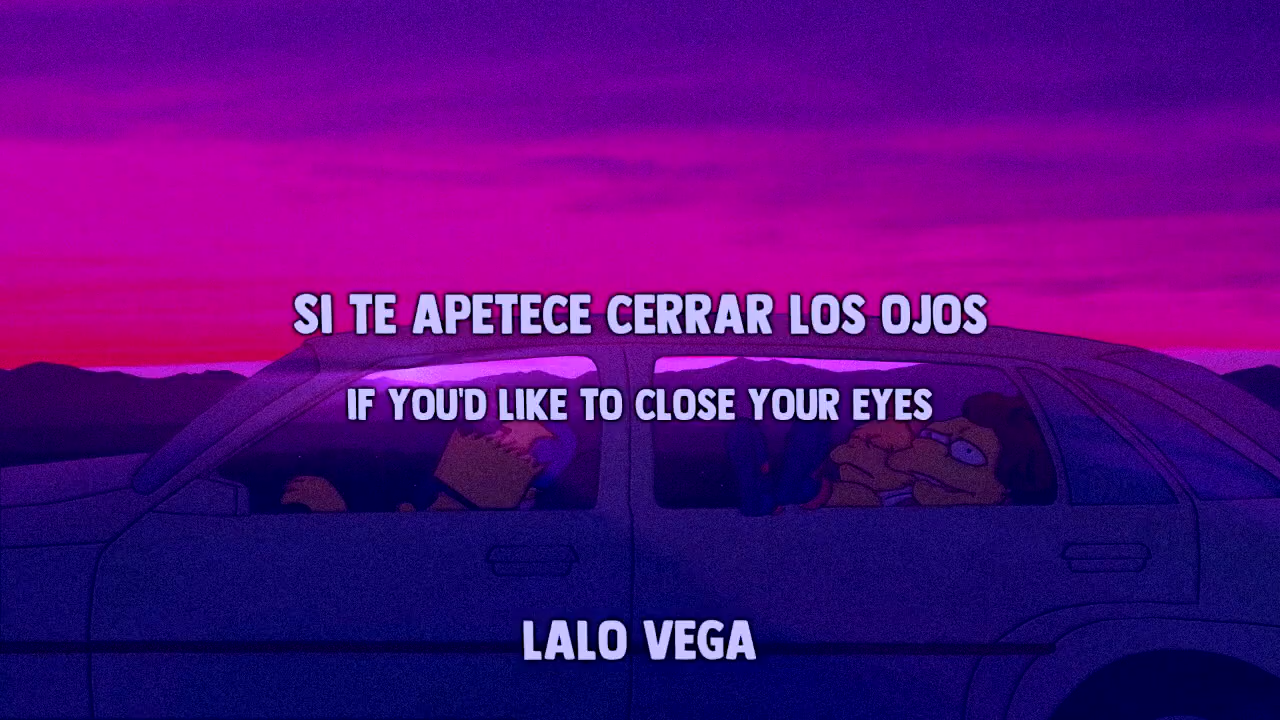 SI TE APETECE CERRAR LOS OJOS
IF YOU'D LIKE TO CLOSE YOUR EYES
LALO VEGA